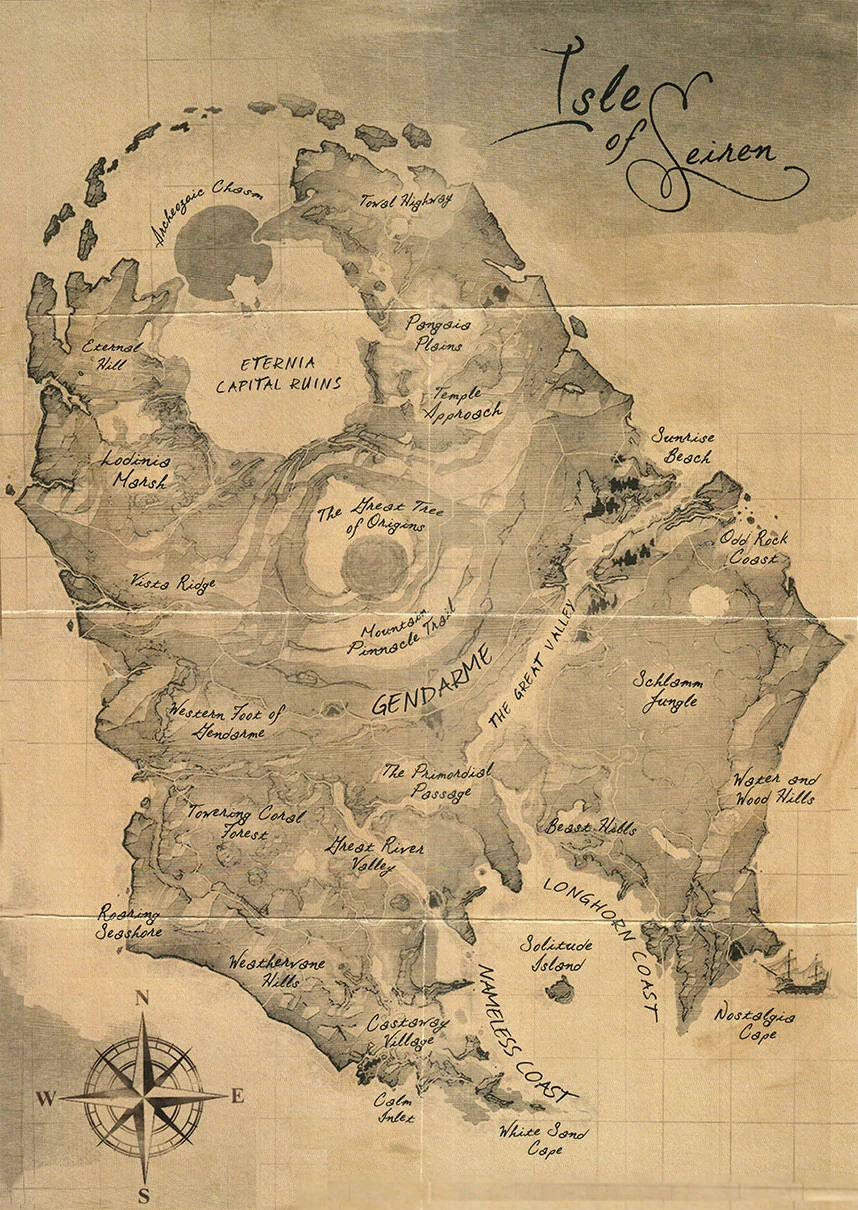 Isle
of Seiren
Archeozoic Chasm
Towal Highway
Eternal
Hill
ETERNIA
CAPITAL RUINS
Pangaia
Plains
Temple
Approach
Sunrise
Beach
Lodinia
Marsh
The Great Tree
of Origins
Odd Rock
Coast
Vista Ridge
Mountain
Pinnacle Trail
GENDARME
THE GREAT VALLEY
Schlamm
Jungle
Western Foot of
Gendarme
The Primordial
Passage
Water and
Wood Hills
Towering Coral
Forest
Great River
Valley
Beast Hills
LONGHORN COAST
Roaring
Seashore
Solitude
Island
Weathervane
Hills
NAMELESS COAST
Nostalgia
Cape
Castaway
Village
Calm
Inlet
White Sand
Cape
N
W
E
S